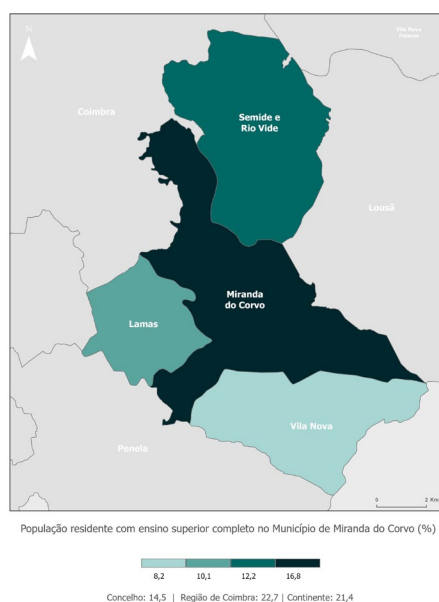 N
Vila Nova
Poiares
Coimbra
Semide e
Rio Vide
Lousã
Miranda
do Corvo
Lamas
Vila Nova
Penela
0 2 Km
População residente com ensino superior completo no Município de Miranda do Corvo (%)
8,2 10,1 12,2 16,8
Concelho: 14,5 | Região de Coimbra: 22,7 | Continente: 21,4